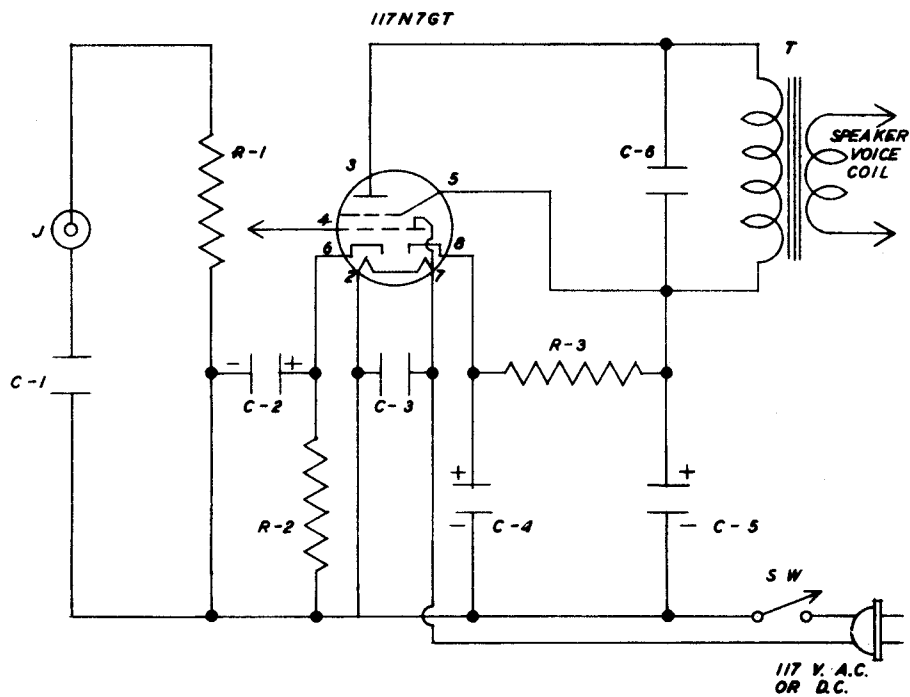 117N7GT
T
R-1
3
5
C-6
SPEAKER
VOICE
COIL
J
4
6
8
2
7
R-3
C-1
-
+
C-2
C-3
+
+
R-2
-
C-4
-
C-5
SW
117 V. A.C.
OR D.C.